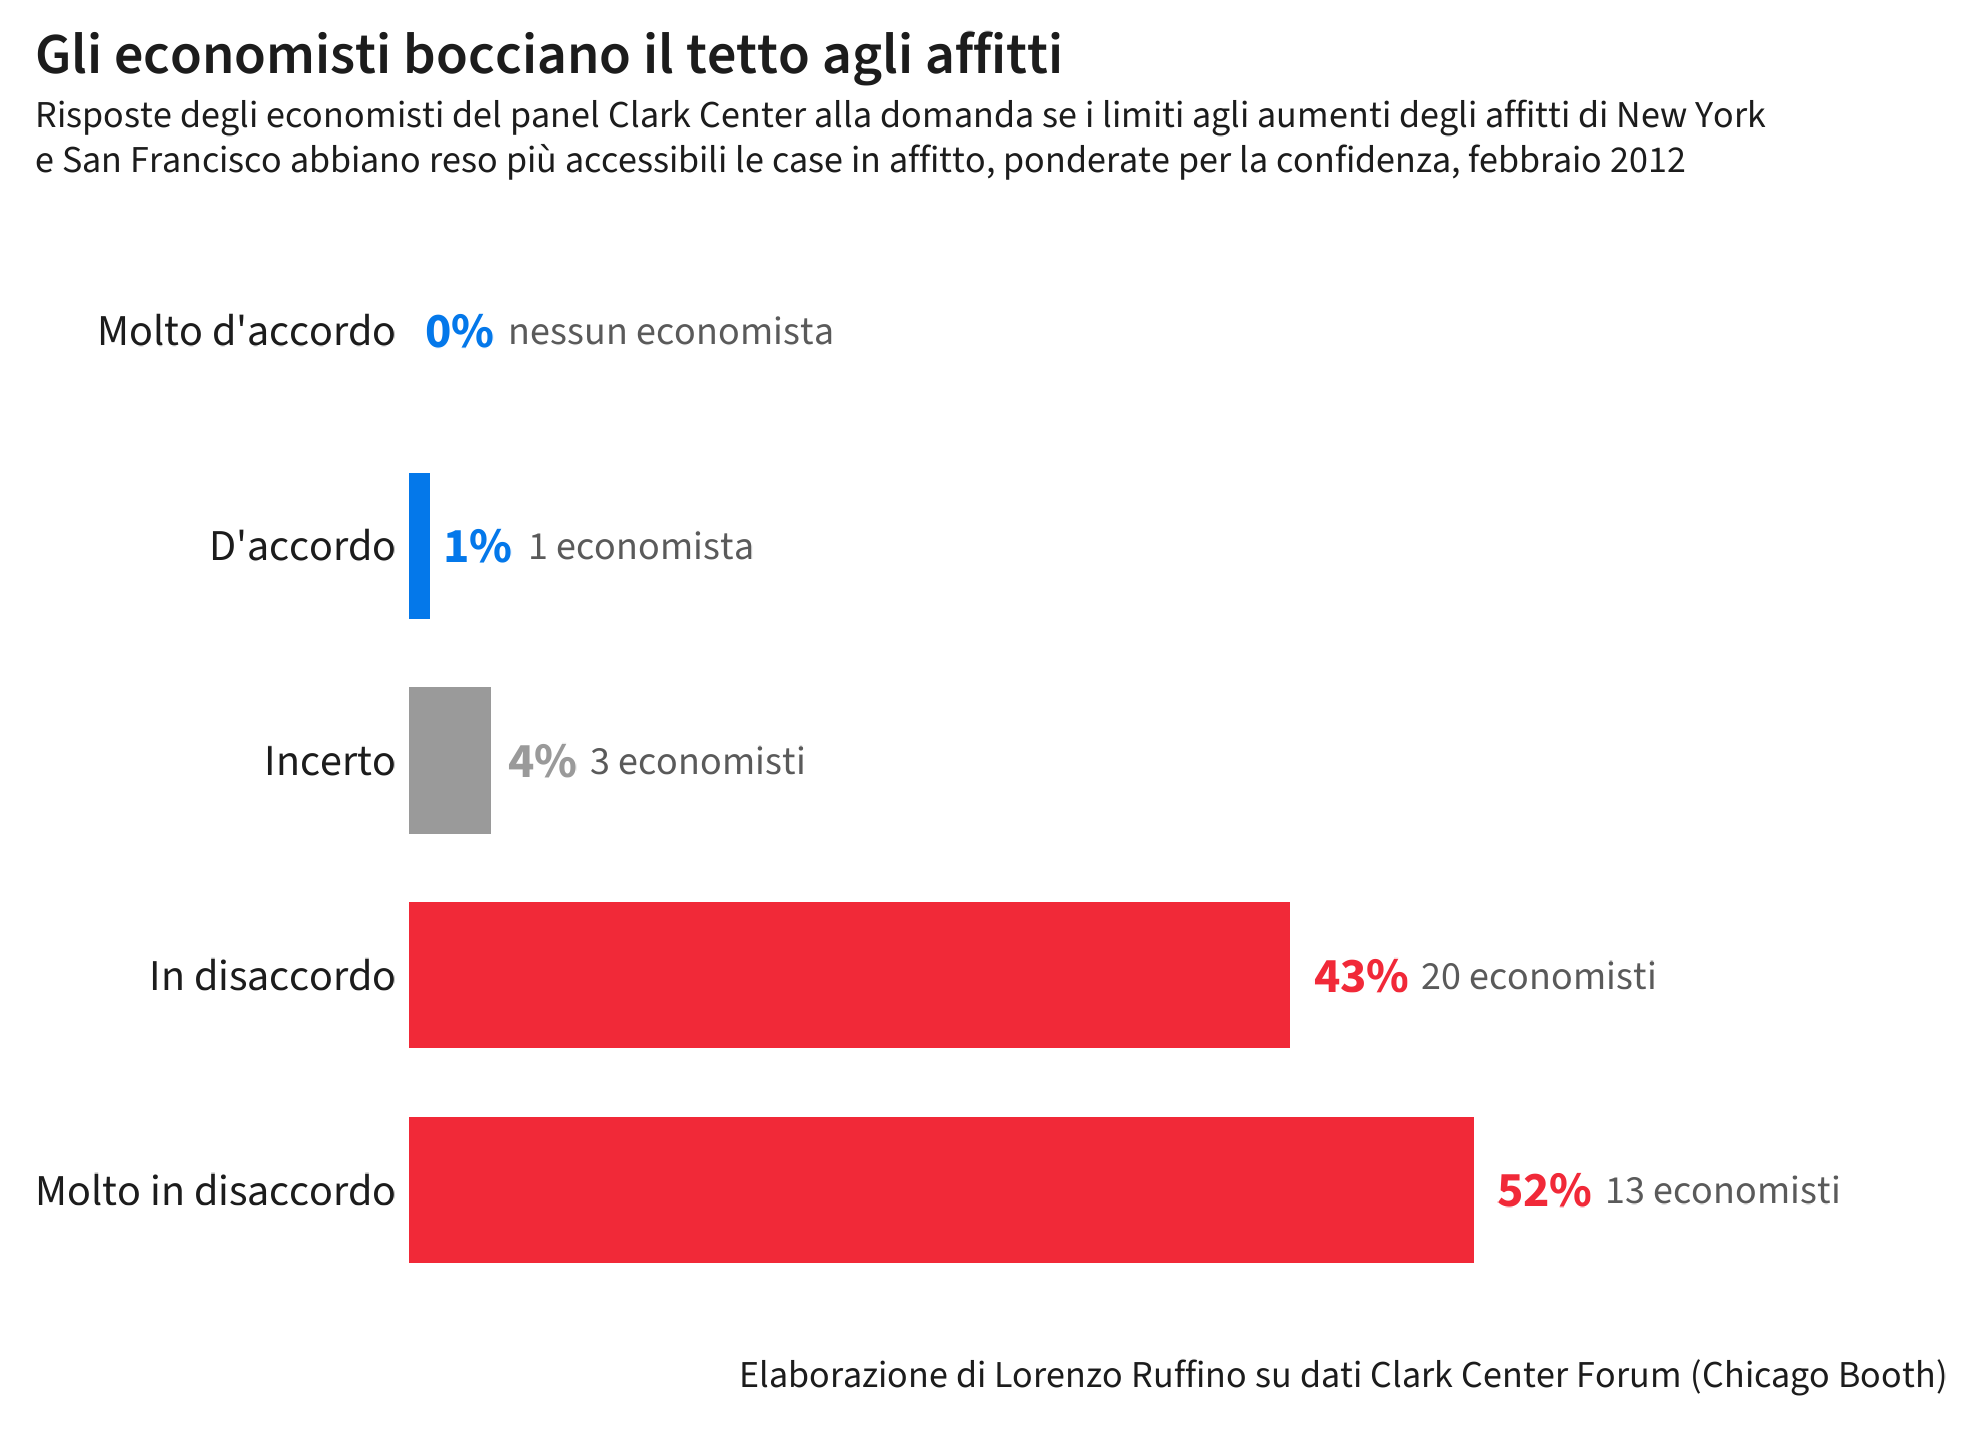 Gli economisti bocciano il tetto agli affitti
Risposte degli economisti del panel Clark Center alla domanda se i limiti agli aumenti degli affitti di New York
e San Francisco abbiano reso più accessibili le case in affitto, ponderate per la confidenza, febbraio 2012
Molto d'accordo 0% nessun economista
D'accordo 1% 1 economista
Incerto 4% 3 economisti
In disaccordo 43% 20 economisti
Molto in disaccordo 52% 13 economisti
Elaborazione di Lorenzo Ruffino su dati Clark Center Forum (Chicago Booth)